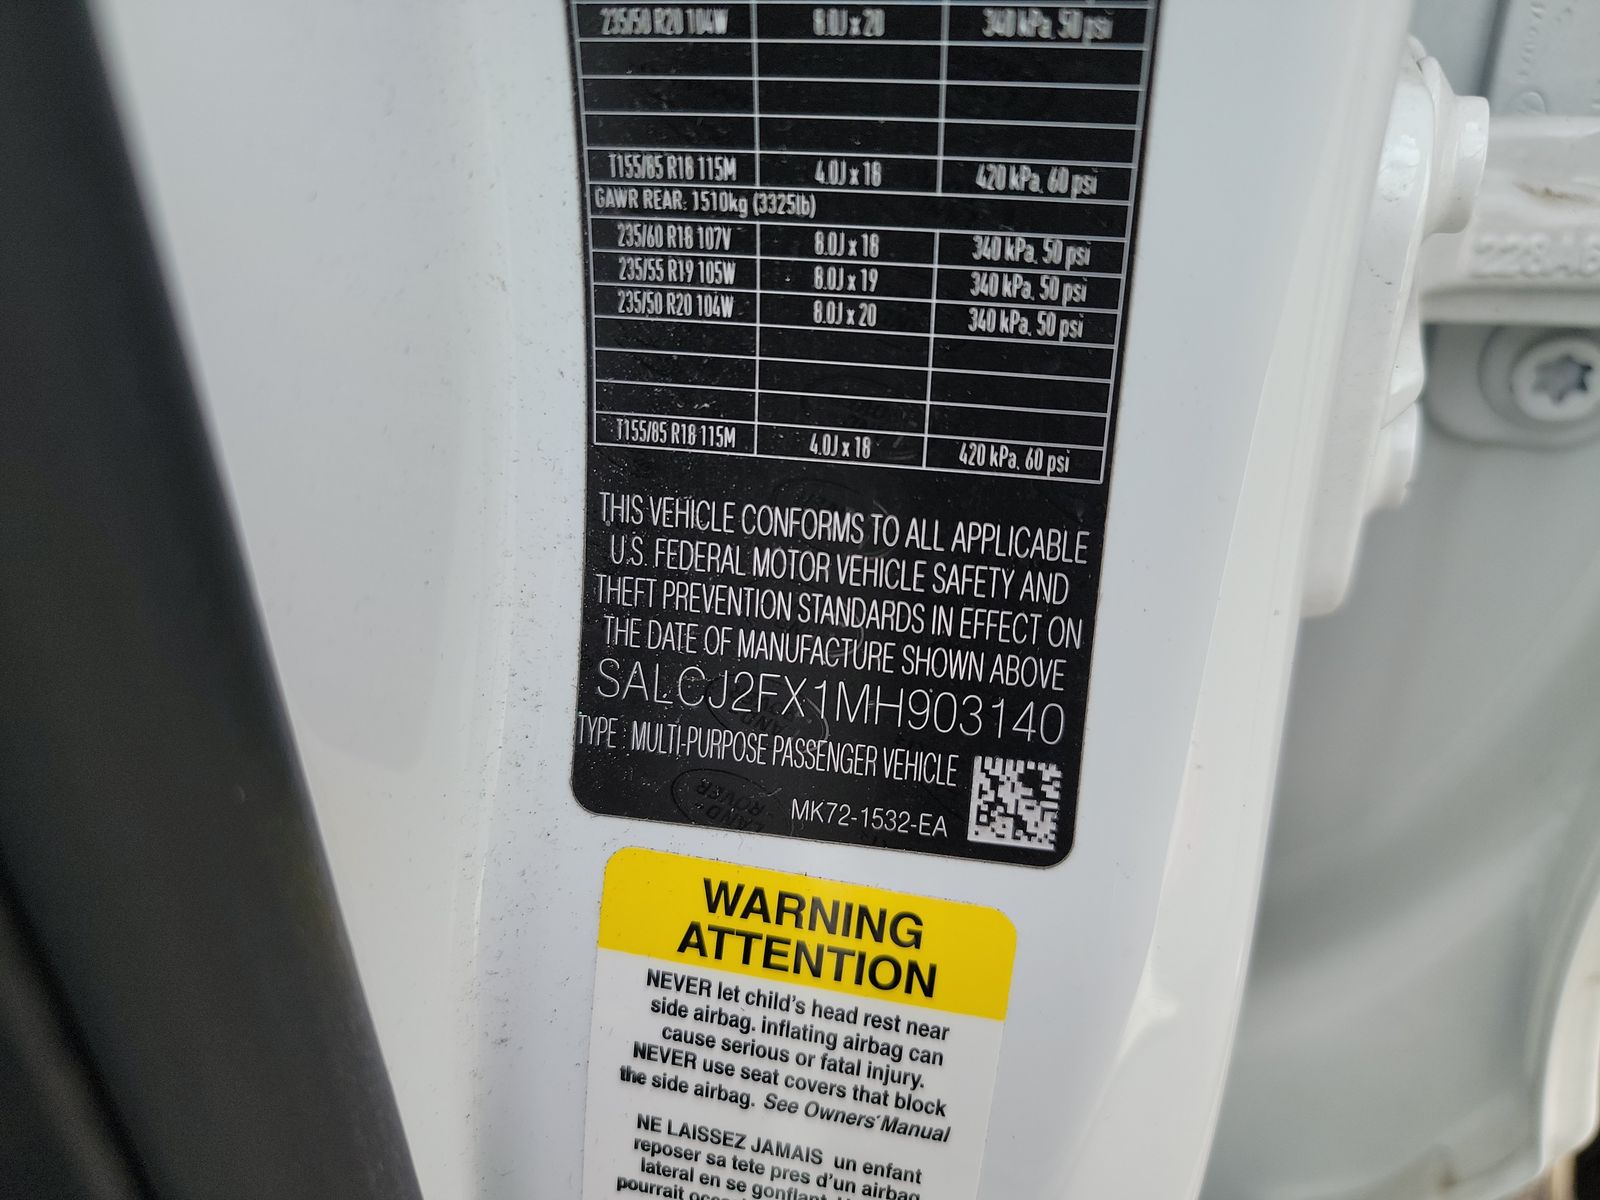 235/50 R20 104W 8.0J x 20 340 kPa, 50 psi
T155/85 R18 115M 4.0J x 18 420 kPa, 60 psi
GAWR REAR: 1510kg (3325lb)
235/60 R18 107V 8.0J x 18 340 kPa, 50 psi
235/55 R19 105W 8.0J x 19 340 kPa, 50 psi
235/50 R20 104W 8.0J x 20 340 kPa, 50 psi
T155/85 R18 115M 4.0J x 18 420 kPa, 60 psi
THIS VEHICLE CONFORMS TO ALL APPLICABLE
U.S. FEDERAL MOTOR VEHICLE SAFETY AND
THEFT PREVENTION STANDARDS IN EFFECT ON
THE DATE OF MANUFACTURE SHOWN ABOVE
SALCJ2FX1MH903140
TYPE : MULTI-PURPOSE PASSENGER VEHICLE
MK72-1532-EA
LAND-
ROVER
WARNING
ATTENTION
NEVER let child's head rest near
side airbag. inflating airbag can
cause serious or fatal injury.
NEVER use seat covers that block
the side airbag. See Owners' Manual
NE LAISSEZ JAMAIS un enfant
reposer sa tete pres d'un airbag
lateral en se gonflant,
pourrait
228A6